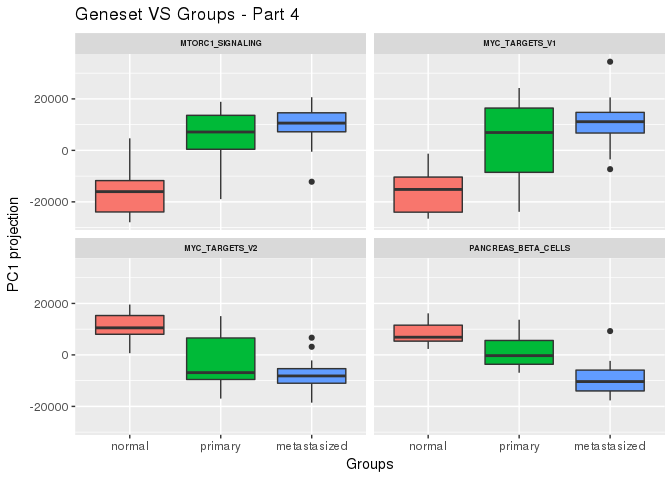 Geneset VS Groups - Part 4
MTORC1_SIGNALING
MYC_TARGETS_V1
20000
0
-20000
MYC_TARGETS_V2
PANCREAS_BETA_CELLS
20000
0
-20000
PC1 projection
normal primary metastasized normal primary metastasized
Groups